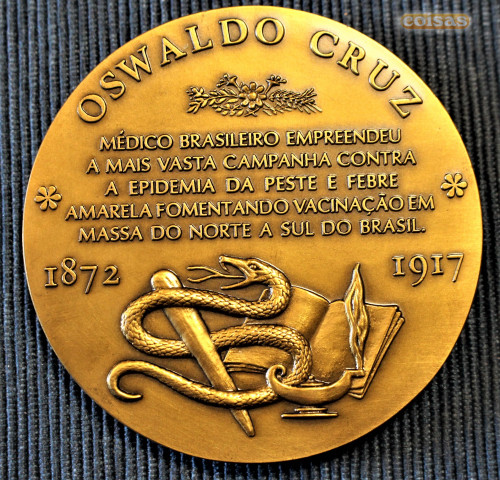 coisas
OSWALDO CRUZ
MÉDICO BRASILEIRO EMPREENDEU
A MAIS VASTA CAMPANHA CONTRA
A EPIDEMIA DA PESTE E FEBRE
AMARELA FOMENTANDO VACINAÇÃO EM
MASSA DO NORTE A SUL DO BRASIL.
1872 1917